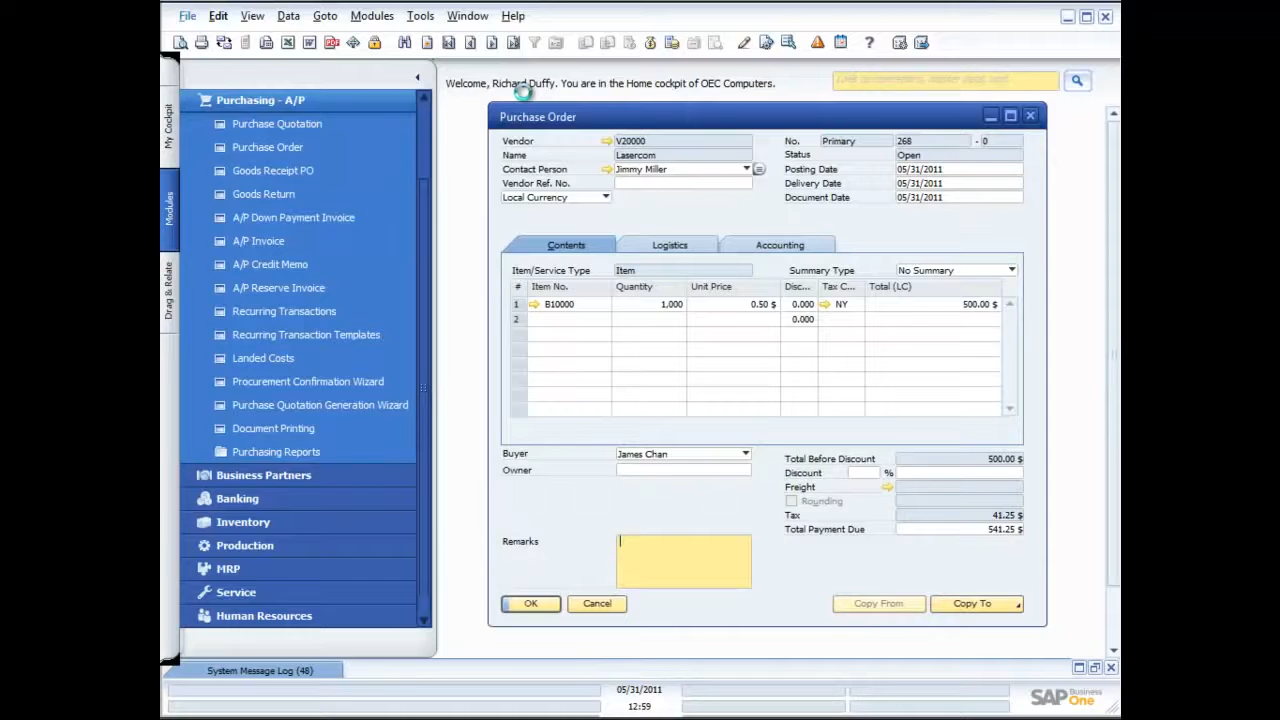 File Edit View Data Goto Modules Tools Window Help
Welcome, Richard Duffy. You are in the Home cockpit of OEC Computers.
My Cockpit
Modules
Drag & Relate
Purchasing - A/P
Purchase Quotation
Purchase Order
Goods Receipt PO
Goods Return
A/P Down Payment Invoice
A/P Invoice
A/P Credit Memo
A/P Reserve Invoice
Recurring Transactions
Recurring Transaction Templates
Landed Costs
Procurement Confirmation Wizard
Purchase Quotation Generation Wizard
Document Printing
Purchasing Reports
Business Partners
Banking
Inventory
Production
MRP
Service
Human Resources
Purchase Order
Vendor V20000 No. Primary 268 - 0
Name Lasercom Status Open
Contact Person Jimmy Miller Posting Date 05/31/2011
Vendor Ref. No. Delivery Date 05/31/2011
Local Currency Document Date 05/31/2011
Contents Logistics Accounting
Item/Service Type Item Summary Type No Summary
# Item No. Quantity Unit Price Disc... Tax C... Total (LC)
1 B10000 1,000 0.50 $ 0.000 NY 500.00 $
2 0.000
Buyer James Chan Total Before Discount 500.00 $
Owner Discount %
Freight
Rounding
Tax 41.25 $
Total Payment Due 541.25 $
Remarks
OK Cancel Copy From Copy To
System Message Log (48)
05/31/2011
12:59
SAP Business One